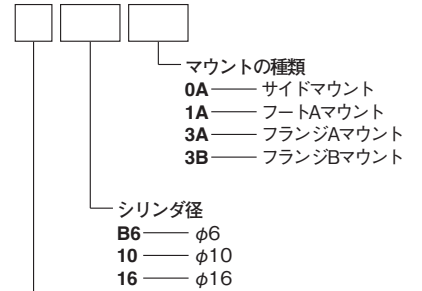 マウントの種類
0A サイドマウント
1A フートAマウント
3A フランジAマウント
3B フランジBマウント
シリンダ径
B6 φ6
10 φ10
16 φ16